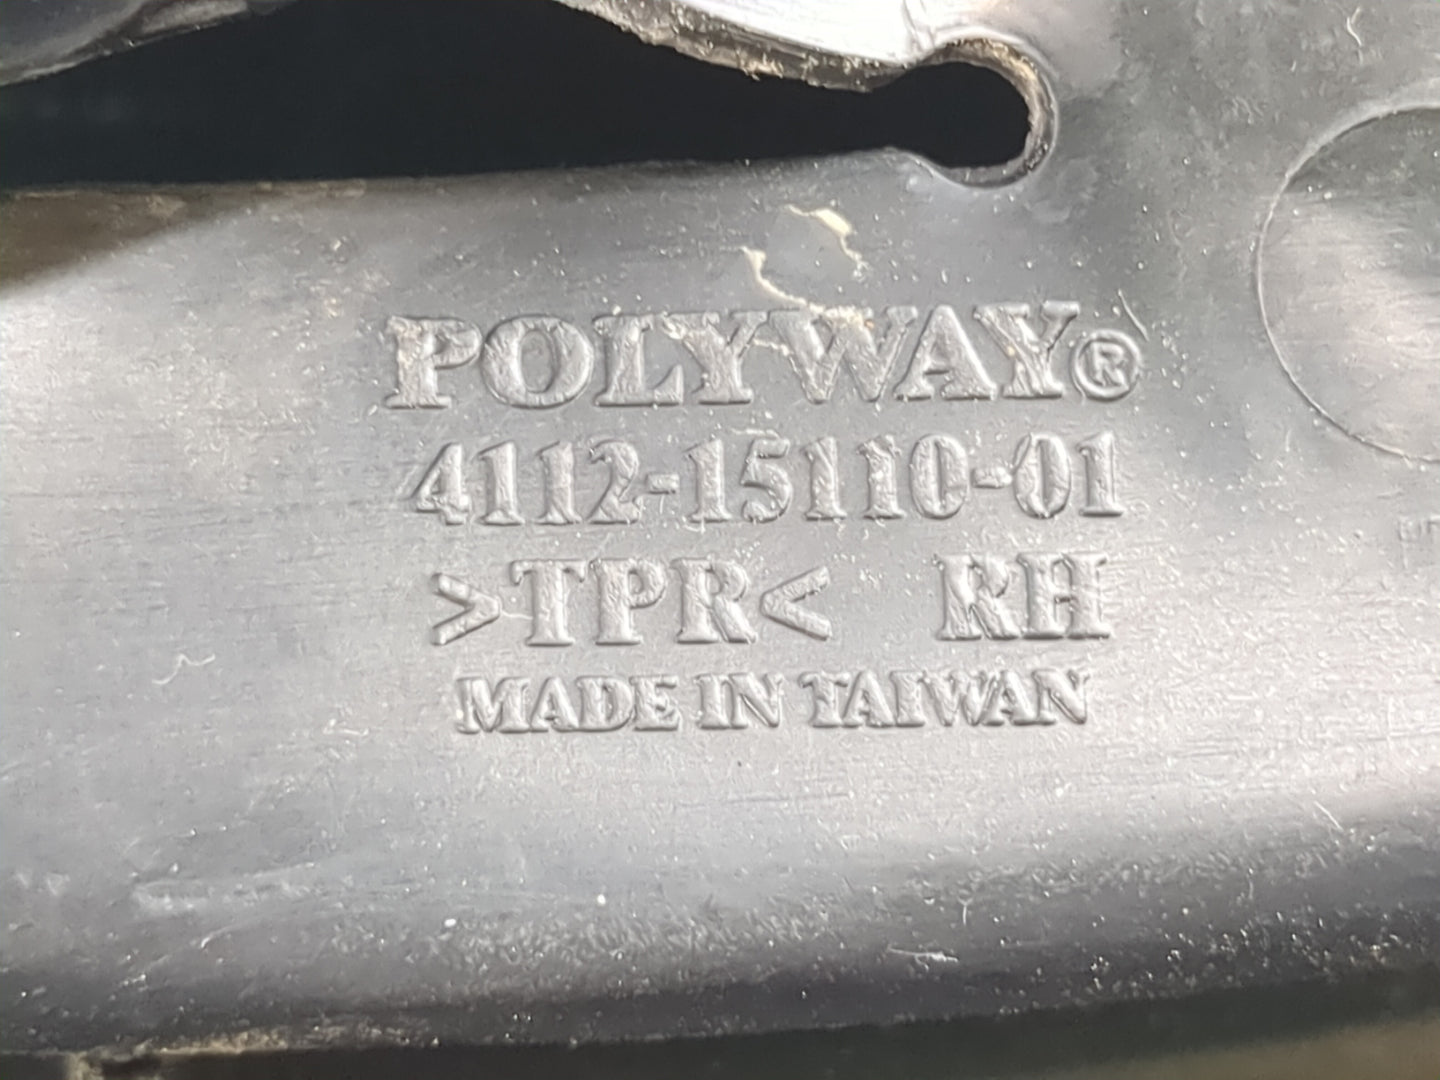 POLYWAY®
4112-15110-01
>TPR< RH
MADE IN TAIWAN